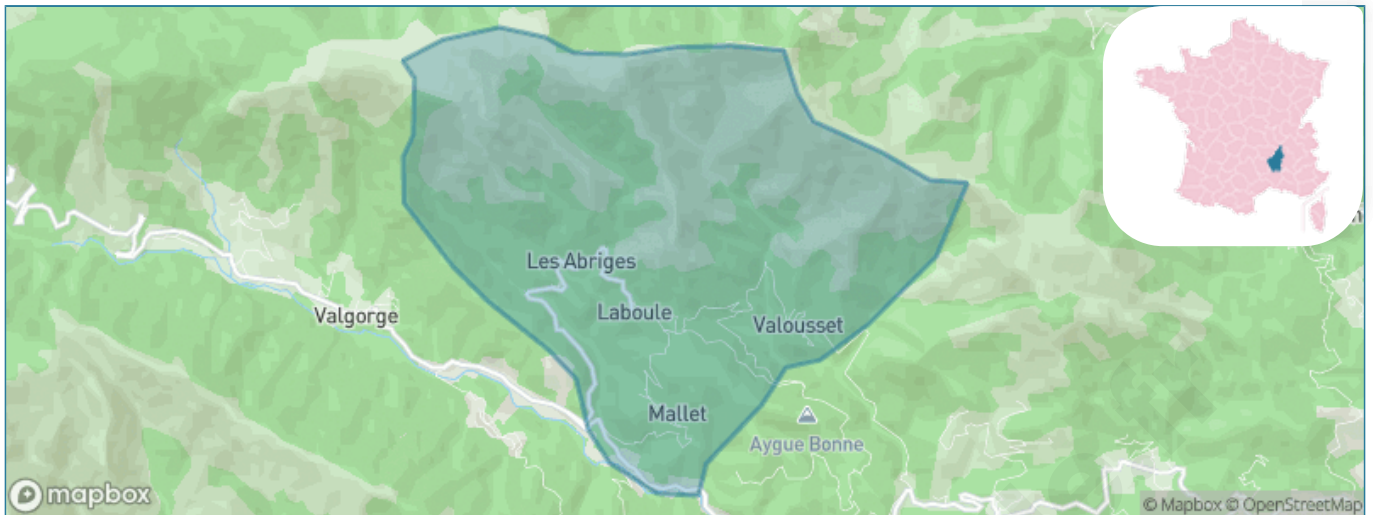 Les Abriges
Laboule
Valgorge
Valousset
Mallet
Aygue Bonne
mapbox
© Mapbox © OpenStreetMap